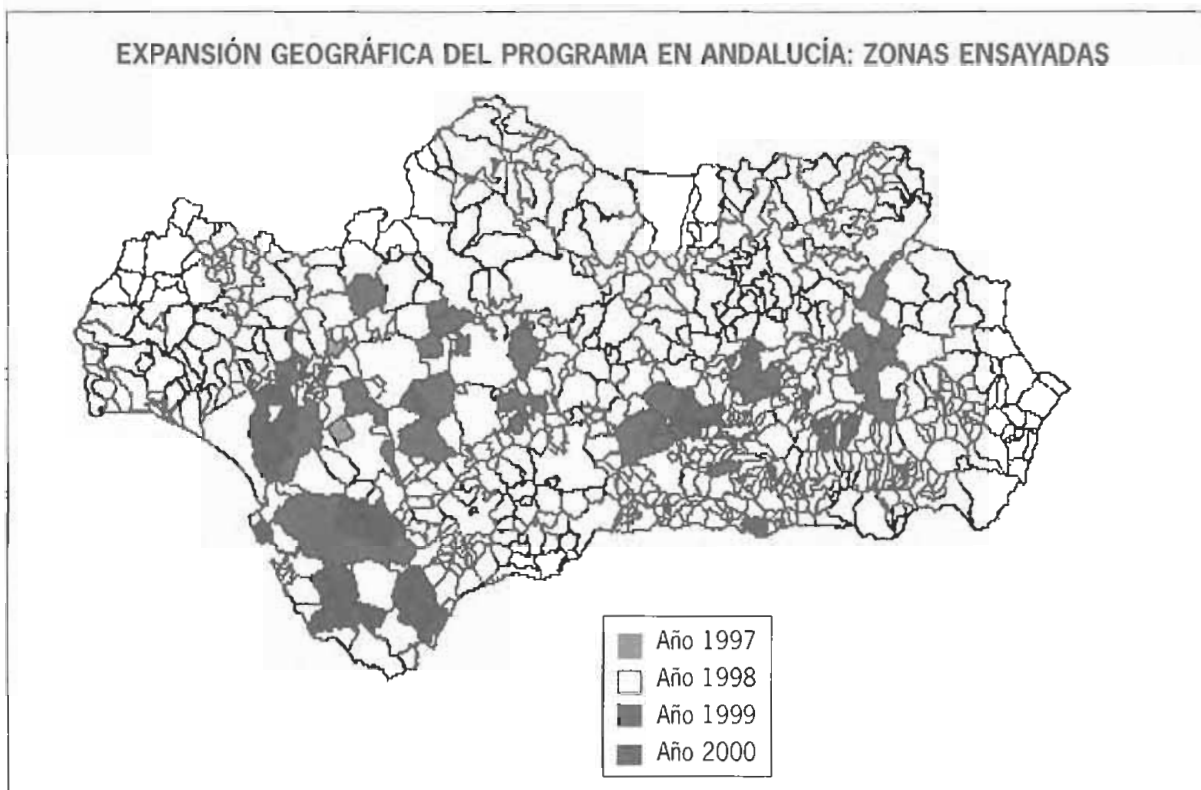 EXPANSIÓN GEOGRÁFICA DEL PROGRAMA EN ANDALUCÍA: ZONAS ENSAYADAS
Año 1997
Año 1998
Año 1999
Año 2000